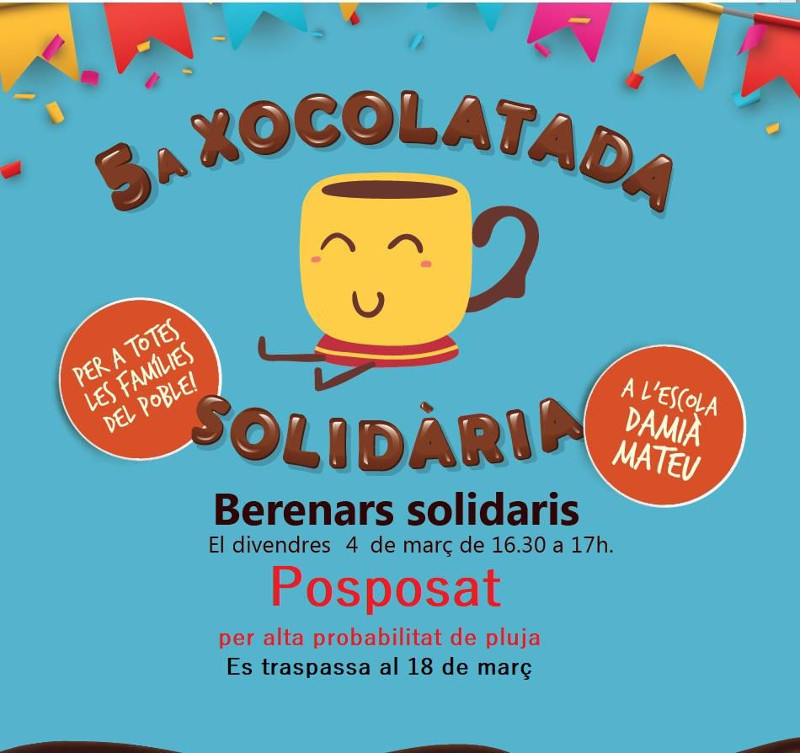 5A XOCOLATADA
PER A TOTES
LES FAMÍLIES
DEL POBLE!
A L'ESCOLA
DAMIÀ
MATEU
SOLIDÀRIA
Berenars solidaris
El divendres 4 de març de 16.30 a 17h.
Posposat
per alta probabilitat de pluja
Es traspassa al 18 de març